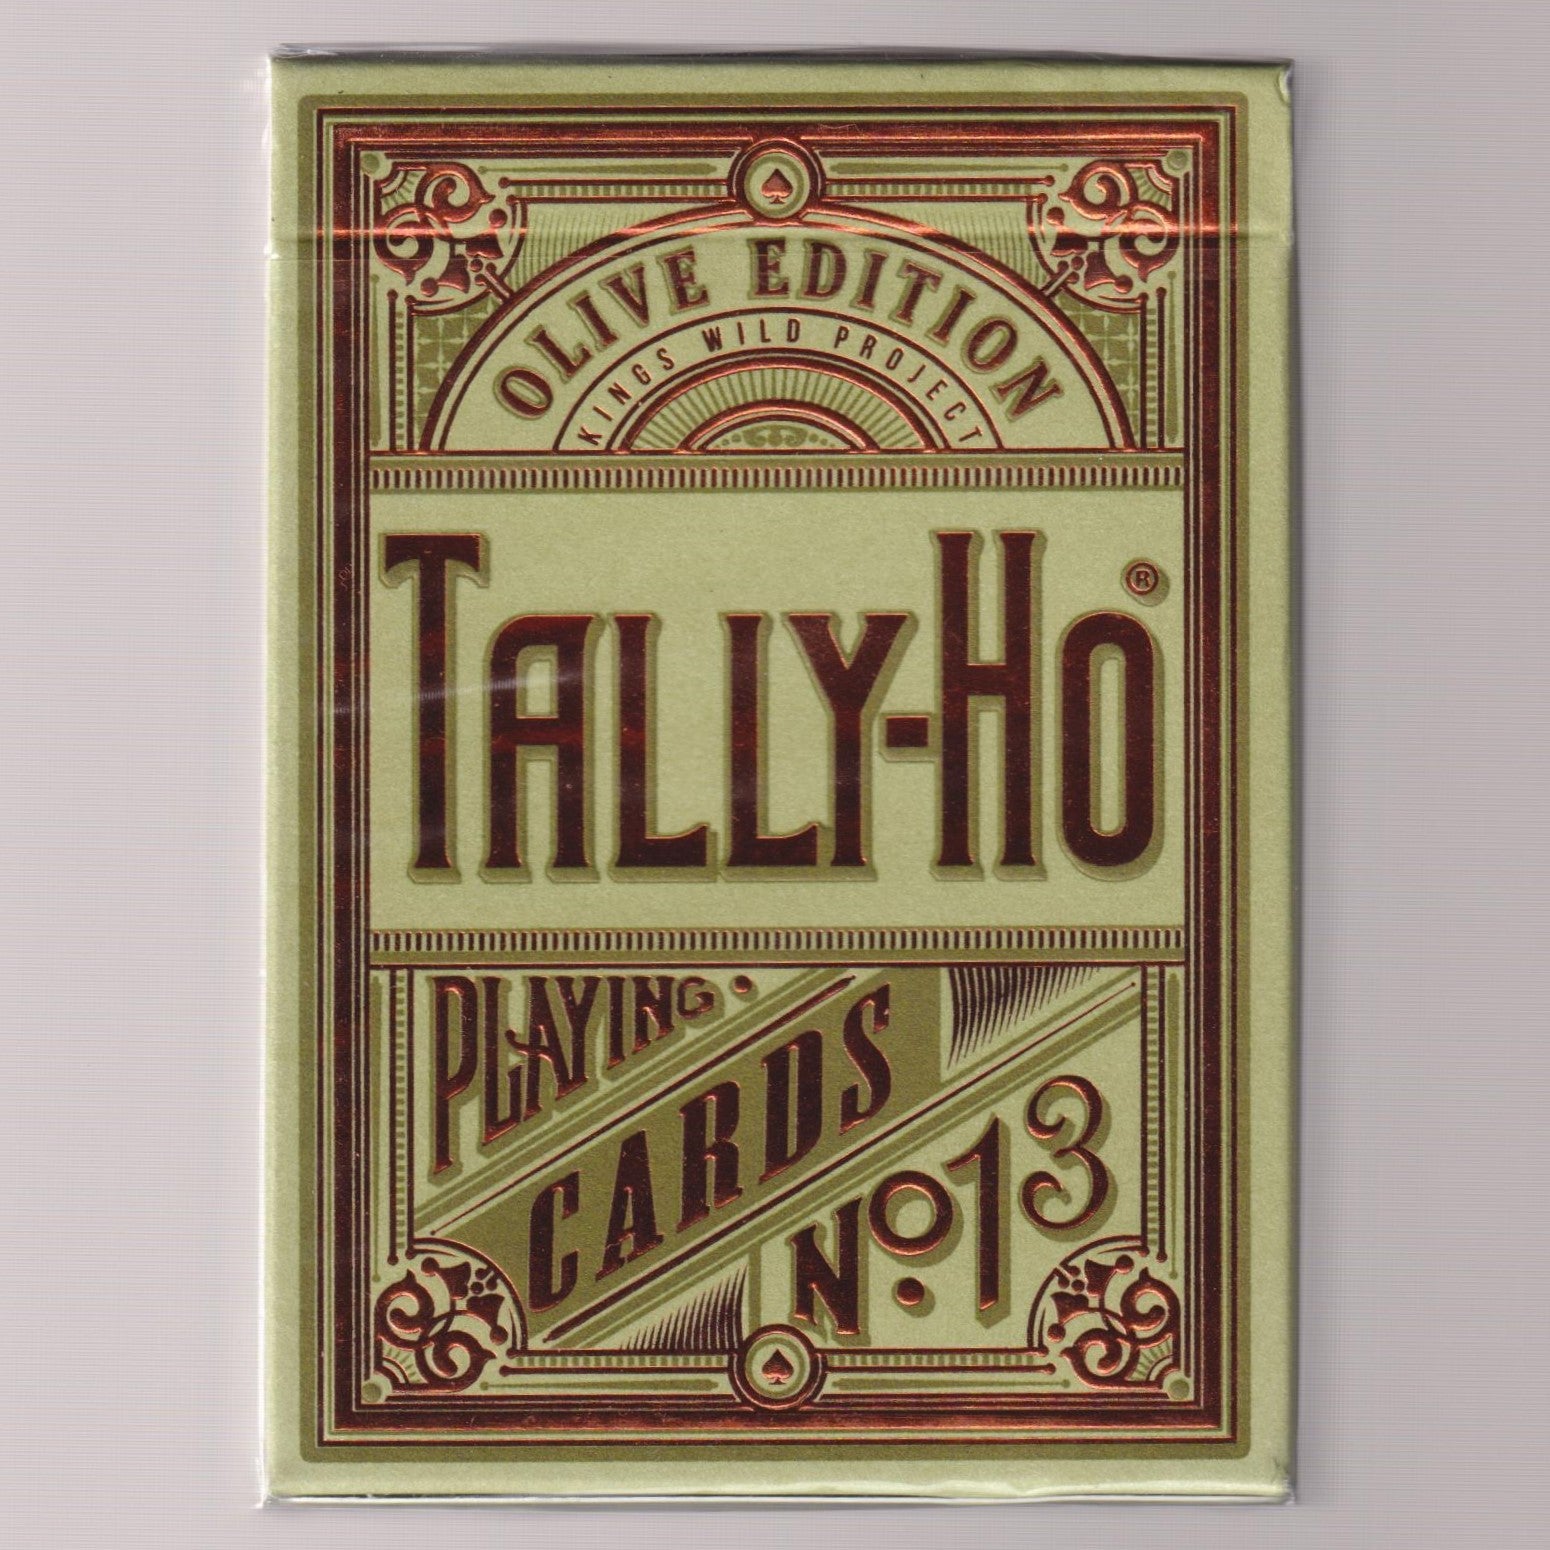 OLIVE EDITION
KINGS WILD PROJECT
TALLY-HO®
PLAYING
CARDS
No. 13